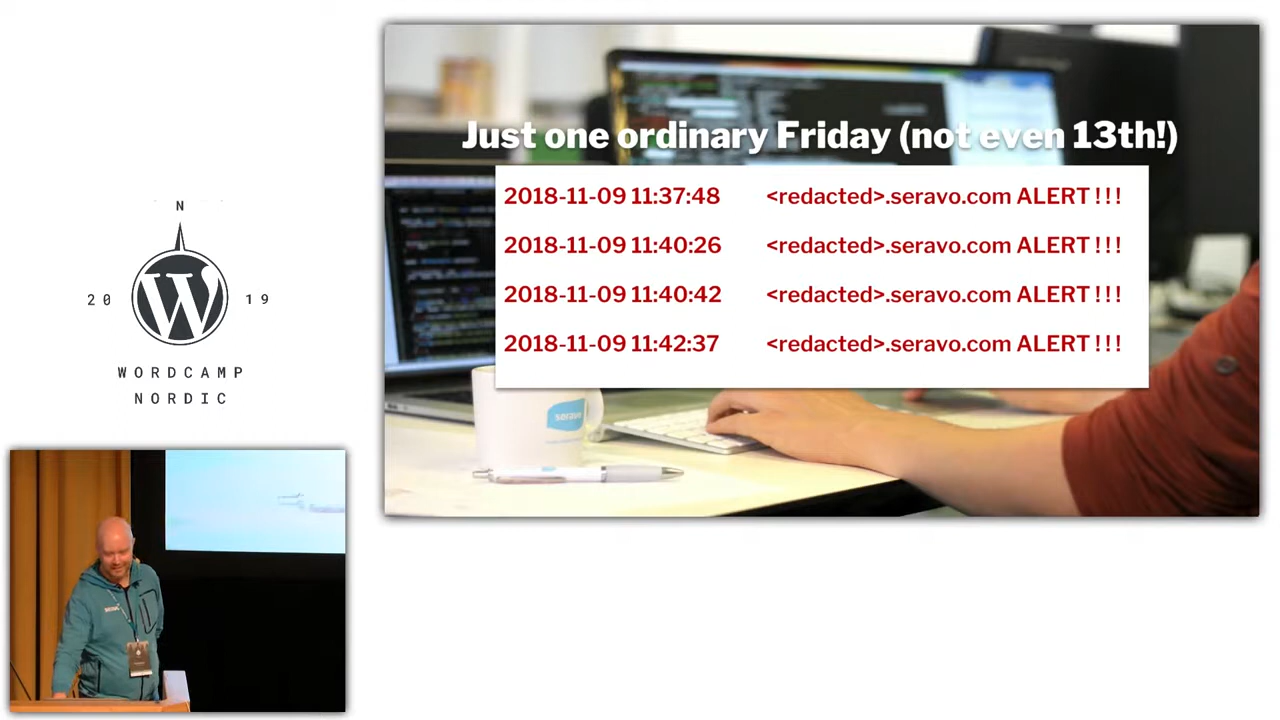 N
20 19
WORDCAMP
NORDIC
Just one ordinary Friday (not even 13th!)
2018-11-09 11:37:48 <redacted>.seravo.com ALERT !!!
2018-11-09 11:40:26 <redacted>.seravo.com ALERT !!!
2018-11-09 11:40:42 <redacted>.seravo.com ALERT !!!
2018-11-09 11:42:37 <redacted>.seravo.com ALERT !!!
seravo